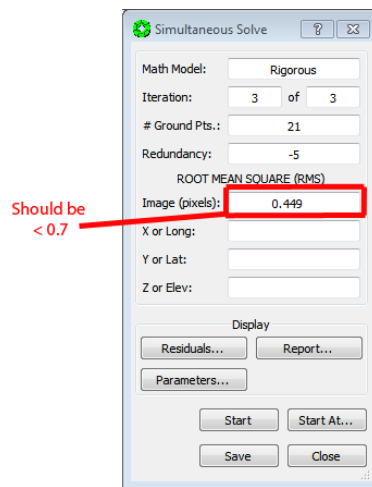 Simultaneous Solve
Math Model: Rigorous
Iteration: 3 of 3
# Ground Pts.: 21
Redundancy: -5
ROOT MEAN SQUARE (RMS)
Image (pixels): 0.449
Should be
< 0.7
X or Long:
Y or Lat:
Z or Elev:
Display
Residuals... Report...
Parameters...
Start Start At...
Save Close